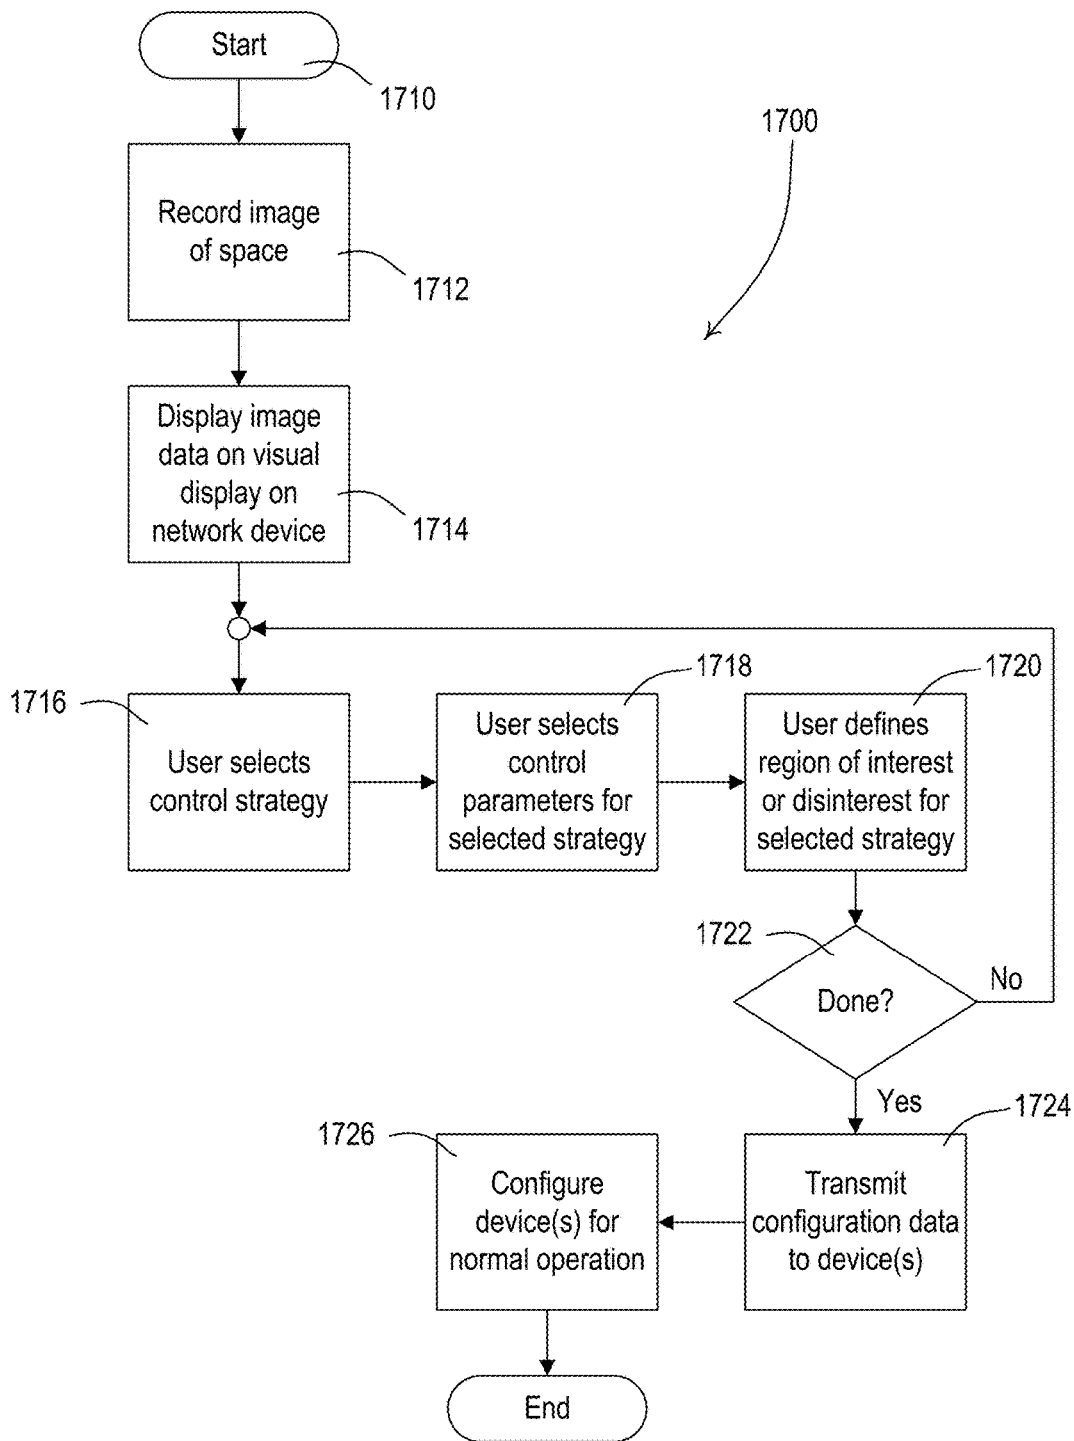 Start
1710
1700
Record image
of space
1712
Display image
data on visual
display on
network device
1714
1716
User selects
control strategy
1718
User selects
control
parameters for
selected strategy
1720
User defines
region of interest
or disinterest for
selected strategy
1722
Done?
No
Yes
1724
Transmit
configuration data
to device(s)
1726
Configure
device(s) for
normal operation
End